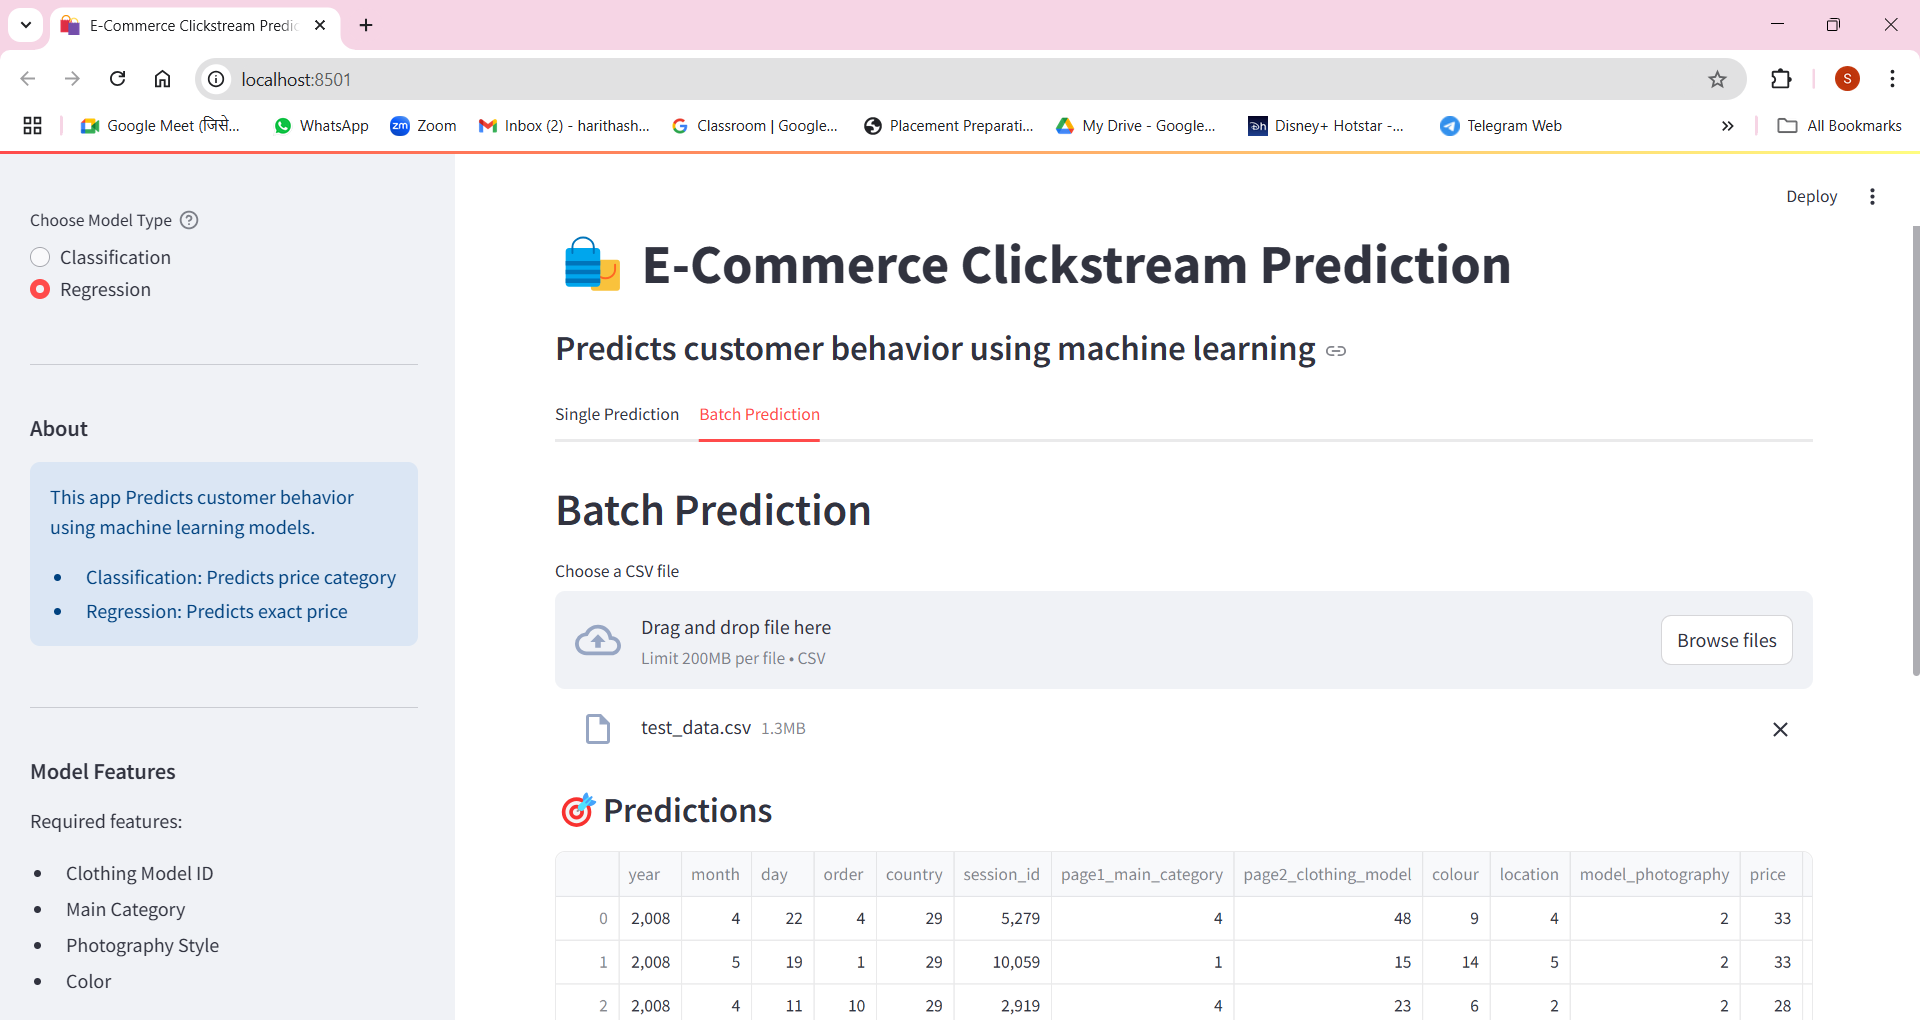 E-Commerce Clickstream Predic
localhost:8501
S
Google Meet (जिसे...
WhatsApp
zm Zoom
Inbox (2) - harithash...
Classroom | Google...
Placement Preparati...
My Drive - Google...
Disney+ Hotstar -...
Telegram Web
All Bookmarks
Choose Model Type
Classification
Regression
About
This app Predicts customer behavior
using machine learning models.
• Classification: Predicts price category
• Regression: Predicts exact price
Model Features
Required features:
• Clothing Model ID
• Main Category
• Photography Style
• Color
Deploy
E-Commerce Clickstream Prediction
Predicts customer behavior using machine learning
Single Prediction Batch Prediction
Batch Prediction
Choose a CSV file
Drag and drop file here
Limit 200MB per file • CSV
Browse files
test_data.csv 1.3MB
Predictions
year month day order country session_id page1_main_category page2_clothing_model colour location model_photography price
0 2,008 4 22 4 29 5,279 4 48 9 4 2 33
1 2,008 5 19 1 29 10,059 1 15 14 5 2 33
2 2,008 4 11 10 29 2,919 4 23 6 2 2 28